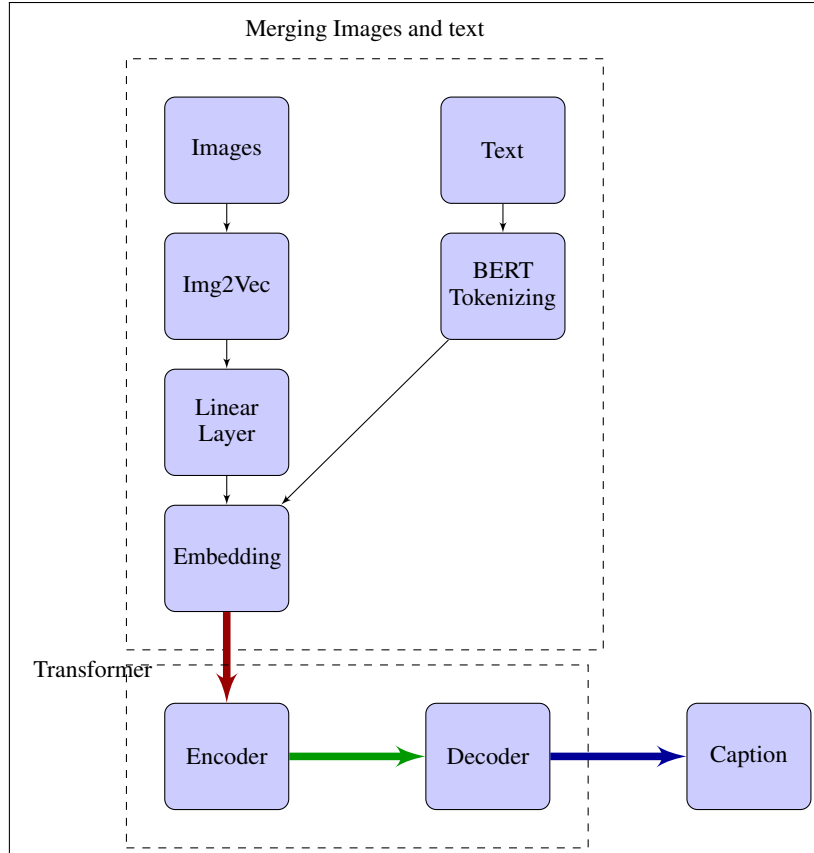 Merging Images and text
Images
Text
Img2Vec
BERT
Tokenizing
Linear
Layer
Embedding
Transformer
Encoder
Decoder
Caption